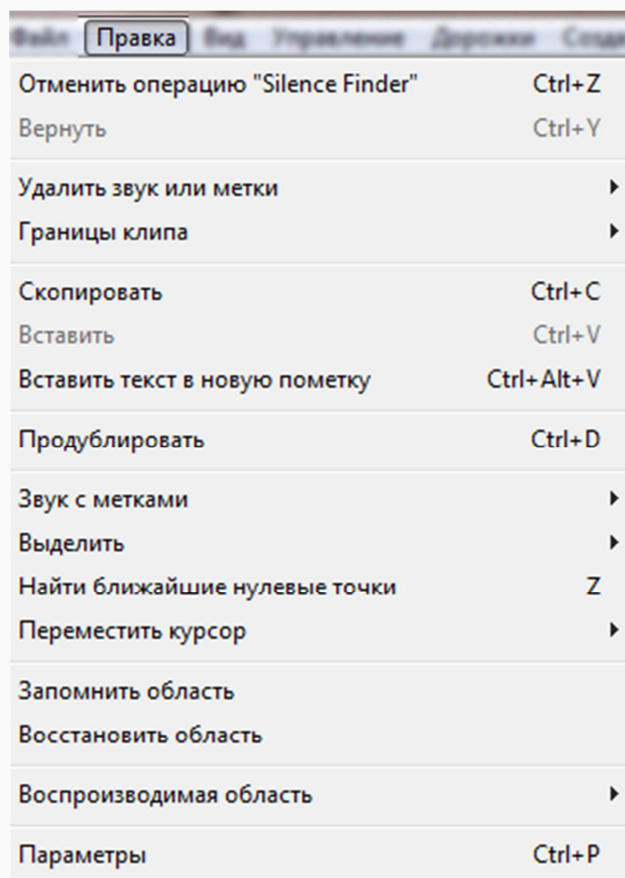 Файл Правка Вид Управление Дорожки Созда
Отменить операцию "Silence Finder" Ctrl+Z
Вернуть Ctrl+Y
Удалить звук или метки
Границы клипа
Скопировать Ctrl+C
Вставить Ctrl+V
Вставить текст в новую пометку Ctrl+Alt+V
Продублировать Ctrl+D
Звук с метками
Выделить
Найти ближайшие нулевые точки Z
Переместить курсор
Запомнить область
Восстановить область
Воспроизводимая область
Параметры Ctrl+P